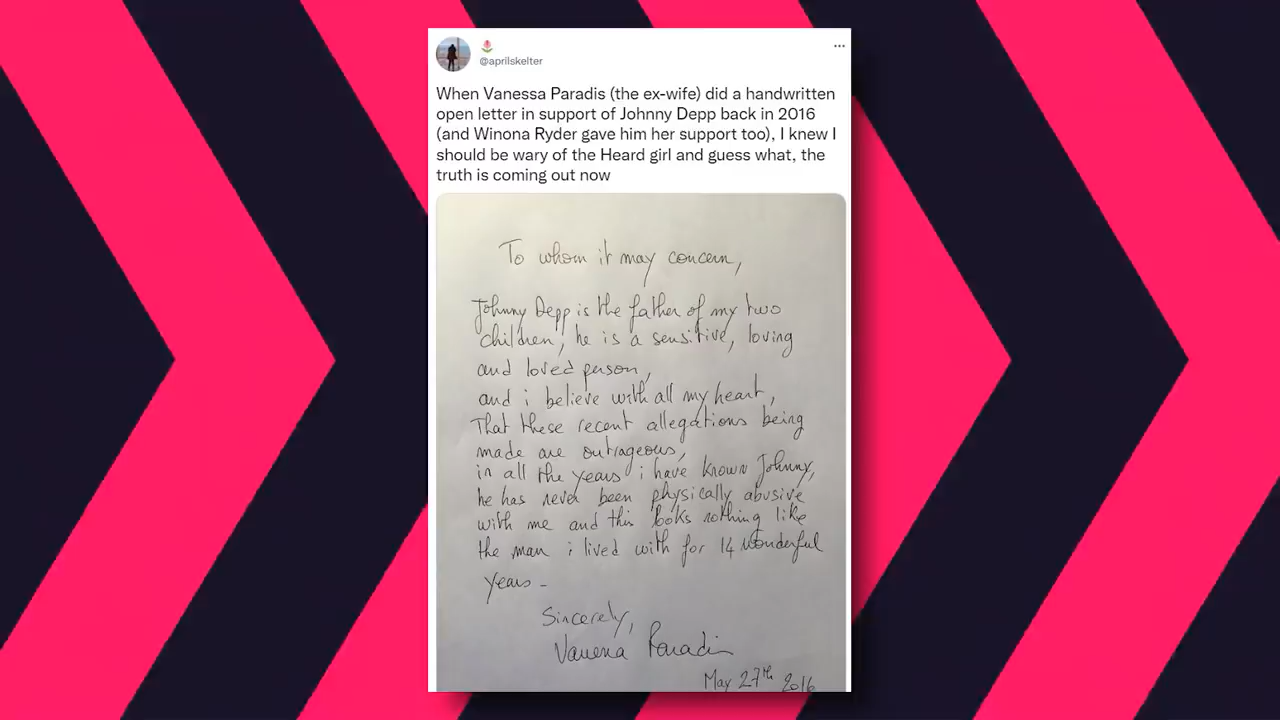 @aprilskelter
When Vanessa Paradis (the ex-wife) did a handwritten
open letter in support of Johnny Depp back in 2016
(and Winona Ryder gave him her support too), I knew I
should be wary of the Heard girl and guess what, the
truth is coming out now
To whom it may concern,
Johnny Depp is the father of my two
children, he is a sensitive, loving
and loved person,
and i believe with all my heart,
That these recent allegations being
made are outrageous,
in all the years i have known Johnny,
he has never been physically abusive
with me and this looks nothing like
the man i lived with for 14 wonderful
years -
Sincerely,
Vanessa Paradis
May 27th 2016